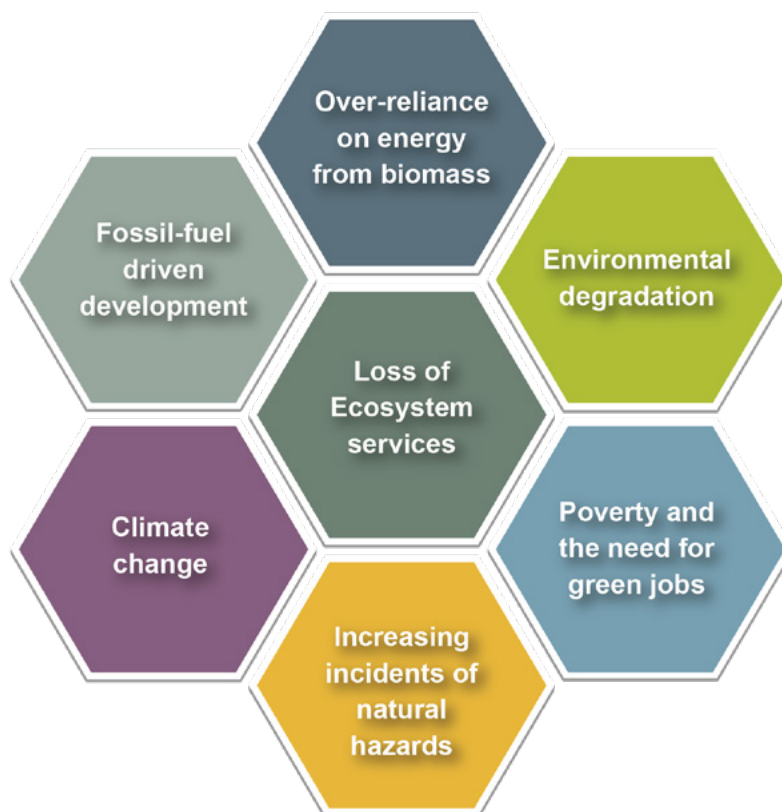 Over-reliance
on energy
from biomass
Fossil-fuel
driven
development
Environmental
degradation
Loss of
Ecosystem
services
Climate
change
Poverty and
the need for
green jobs
Increasing
incidents of
natural
hazards